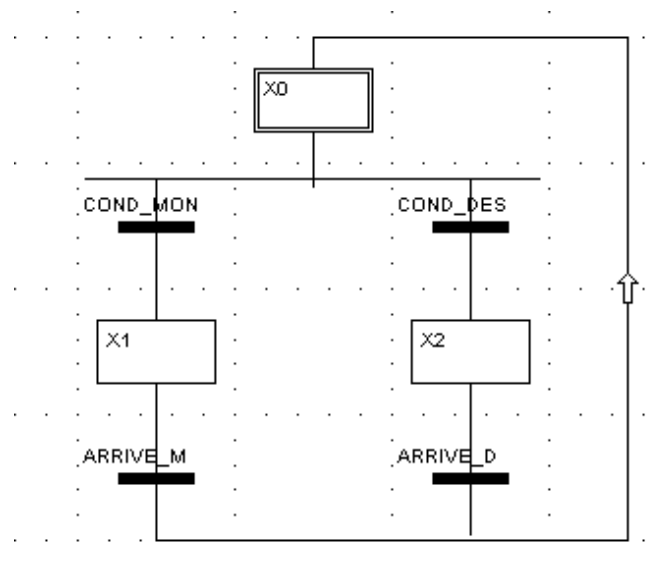 X0
COND_MON
COND_DES
X1
X2
ARRIVE_M
ARRIVE_D